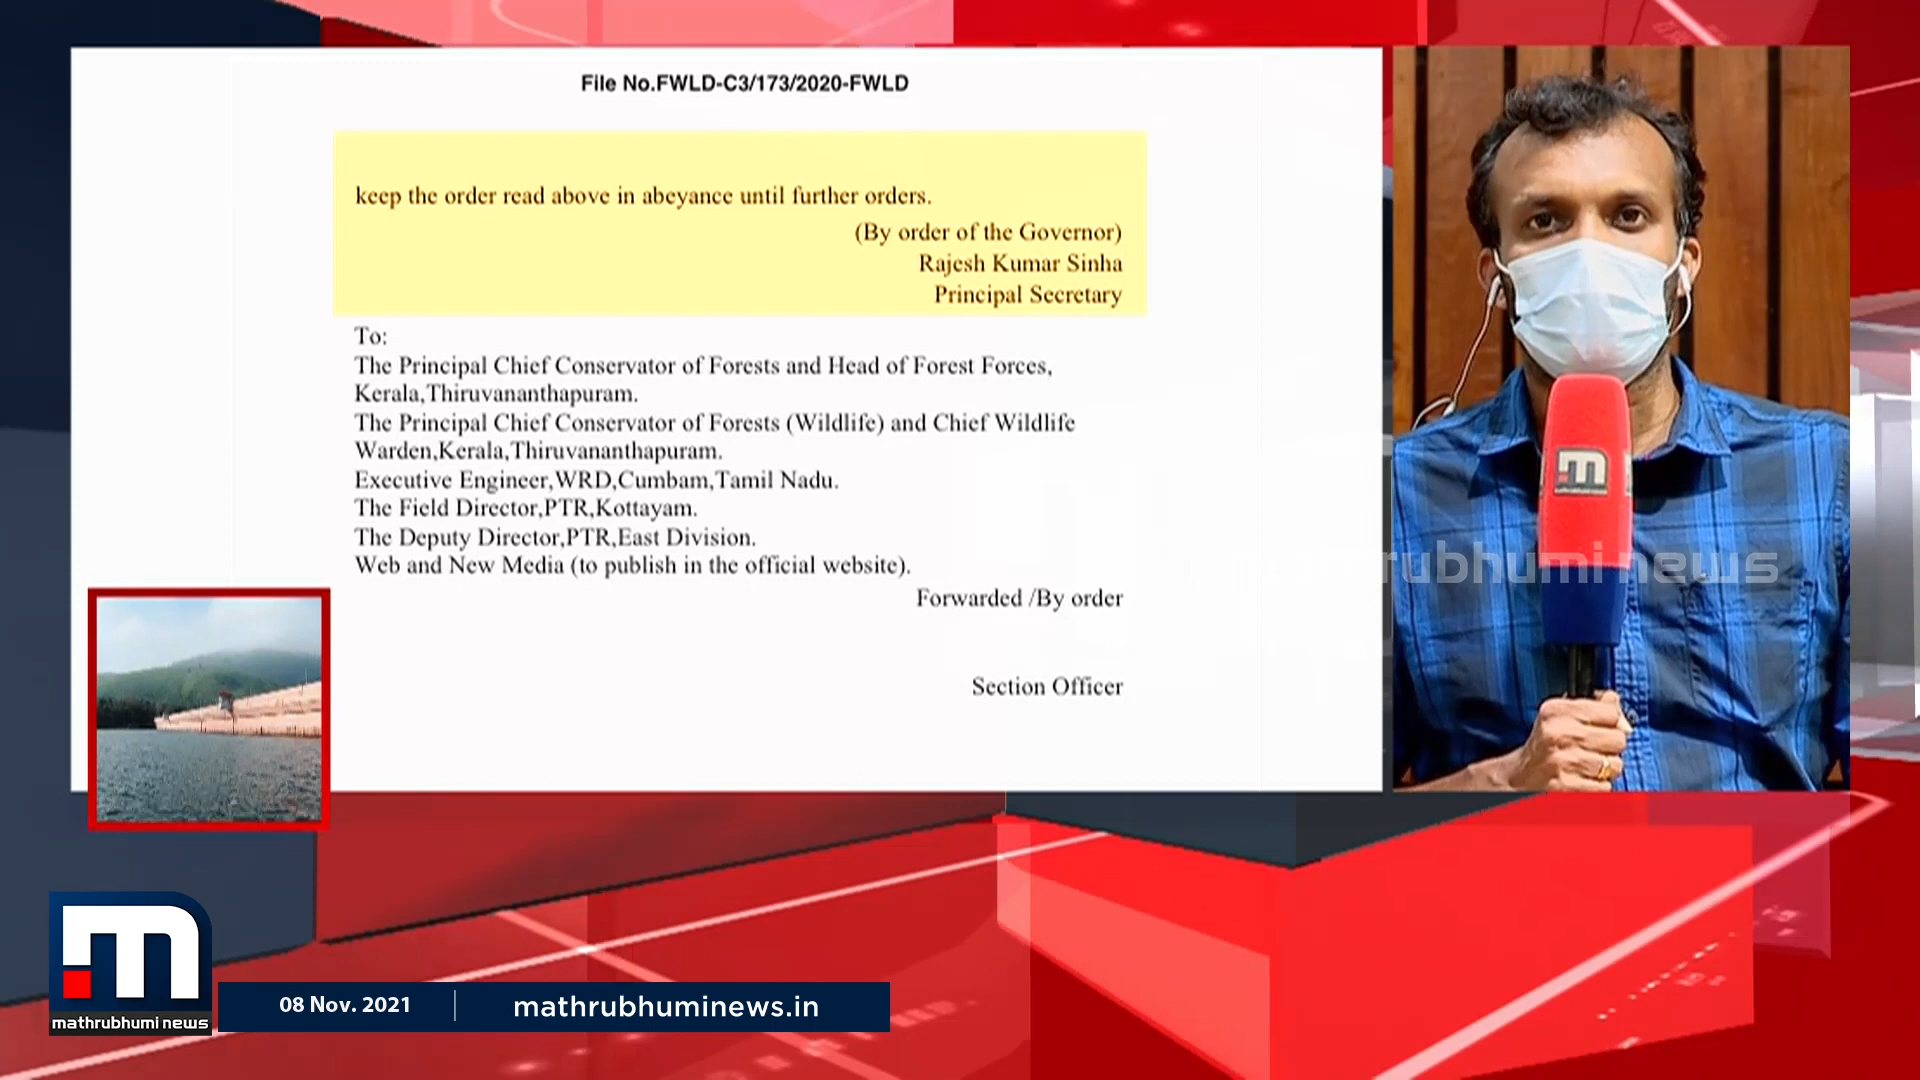 File No.FWLD-C3/173/2020-FWLD
keep the order read above in abeyance until further orders.
(By order of the Governor)
Rajesh Kumar Sinha
Principal Secretary
To:
The Principal Chief Conservator of Forests and Head of Forest Forces,
Kerala,Thiruvananthapuram.
The Principal Chief Conservator of Forests (Wildlife) and Chief Wildlife
Warden,Kerala,Thiruvananthapuram.
Executive Engineer,WRD,Cumbam,Tamil Nadu.
The Field Director,PTR,Kottayam.
The Deputy Director,PTR,East Division.
Web and New Media (to publish in the official website).
Forwarded /By order
Section Officer
rubhumi news
mathrubhumi news
08 Nov. 2021
mathrubhuminews.in